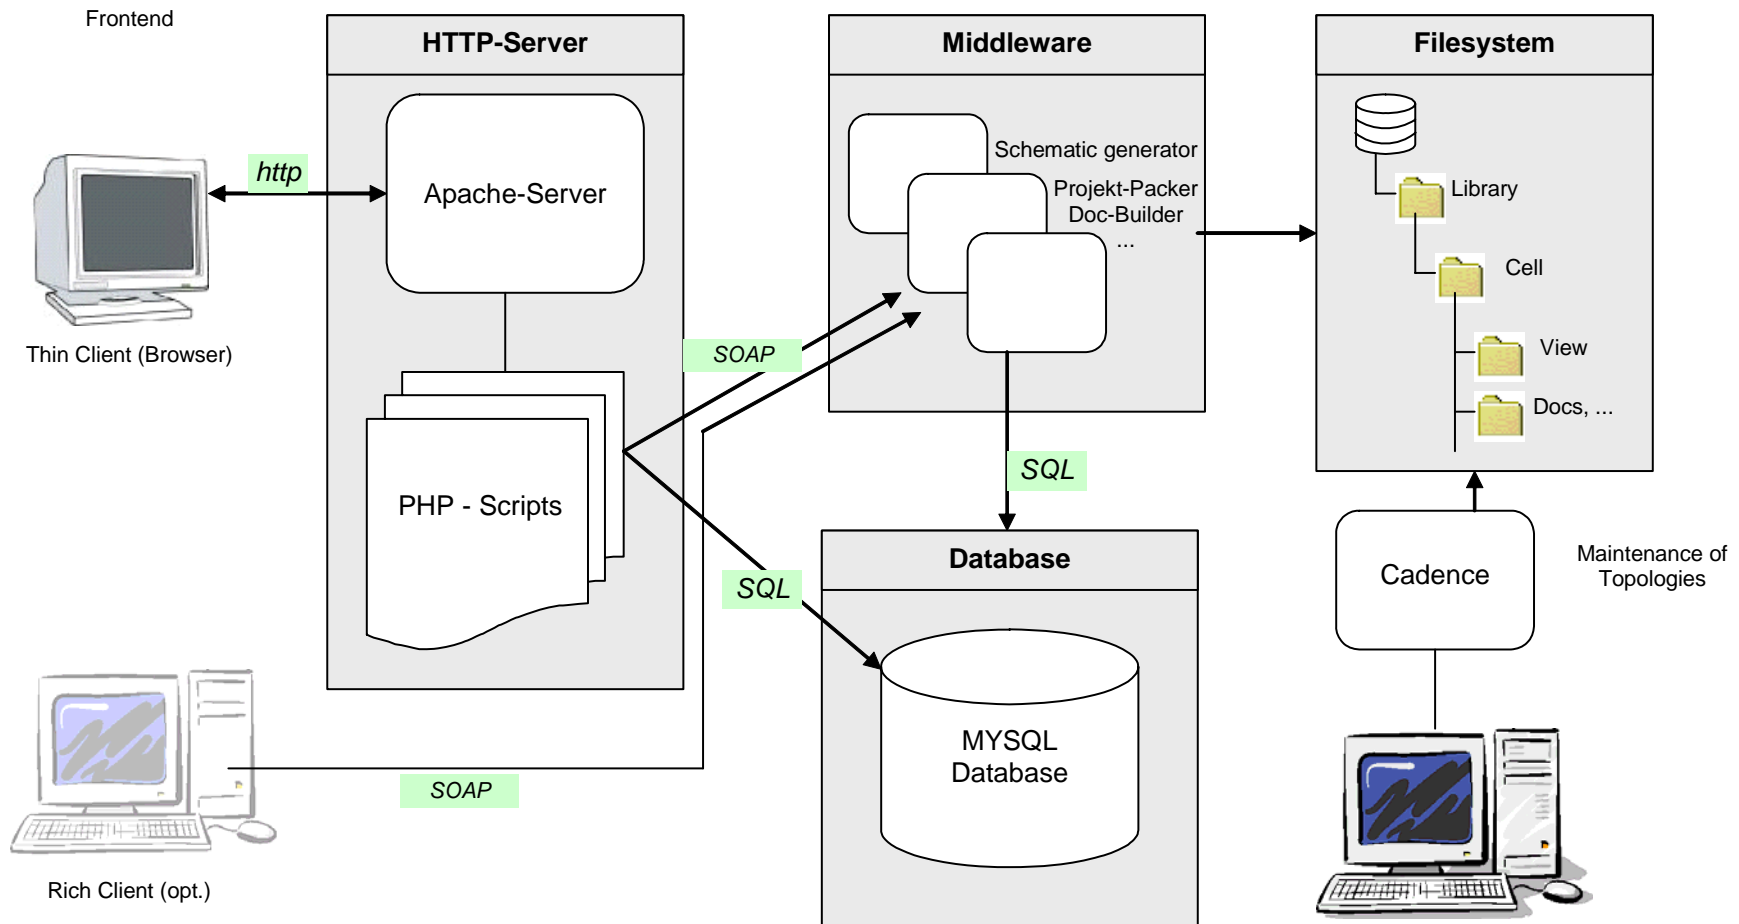 Frontend
HTTP-Server
Middleware
Filesystem
http
Apache-Server
Schematic generator
Projekt-Packer
Doc-Builder
...
Library
Cell
View
Docs, ...
Thin Client (Browser)
SOAP
PHP - Scripts
SQL
SQL
Database
MYSQL
Database
Cadence
Maintenance of
Topologies
SOAP
Rich Client (opt.)